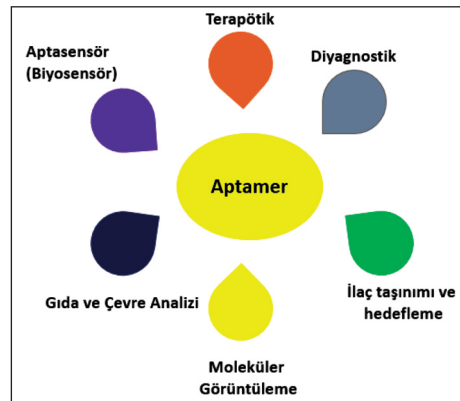 Terapötik
Aptasensör
(Biyosensör)
Diyagnostik
Aptamer
Gıda ve Çevre Analizi
İlaç taşınımı ve
hedefleme
Moleküler
Görüntüleme